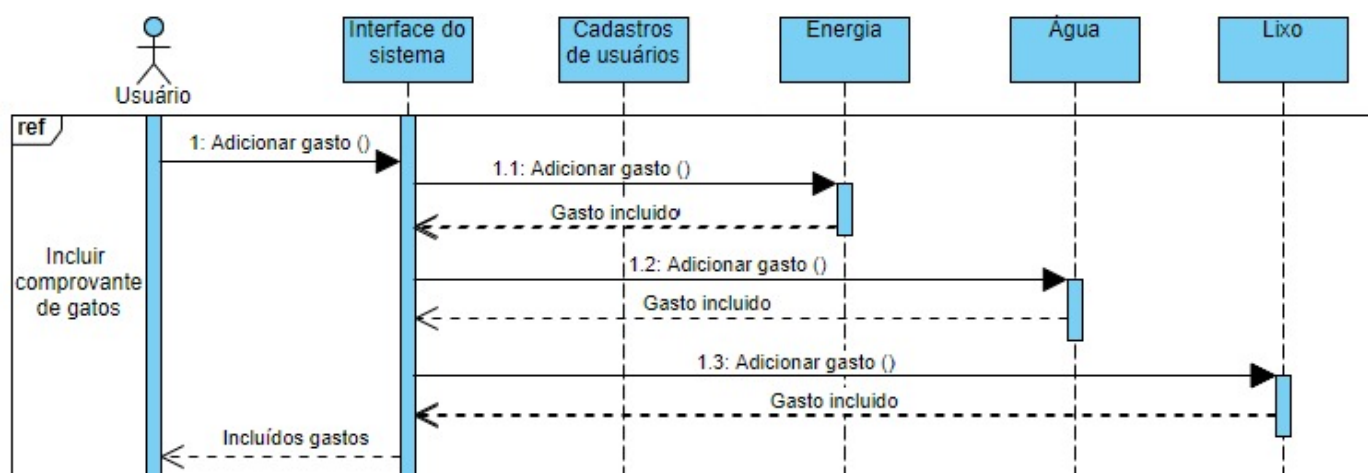 Interface do
sistema
Cadastros
de usuários
Energia
Água
Lixo
Usuário
ref
1: Adicionar gasto ()
1.1: Adicionar gasto ()
Gasto incluido
Incluir
comprovante
de gatos
1.2: Adicionar gasto ()
Gasto incluido
1.3: Adicionar gasto ()
Gasto incluido
Incluídos gastos